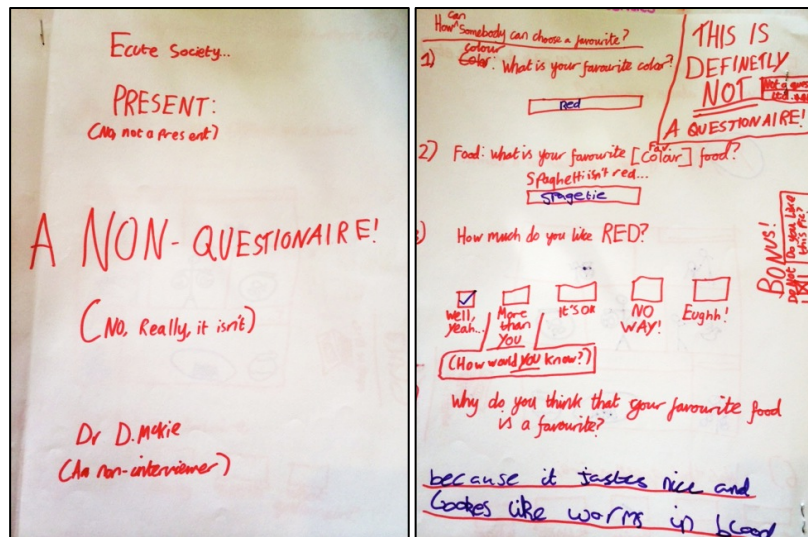 Ecute Society...
PRESENT:
(No, not a present)
A NON-QUESTIONAIRE!
(No, Really, it isn't)
Dr D. McKie
(An non-interviewer)
can
How Somebody can choose a favourite?
colour
1) Color: What is your favourite color?
Red
THIS IS
DEFINETLY
NOT
A QUESTIONAIRE!
Fav.
2) Food: What is your favourite [colour] food?
Spaghetti isn't red...
Spagetie
How much do you like RED?
Well, yeah...
More than YOU
It's OK
NO WAY!
Eughh!
(How would you know?)
BONUS!
Do You Like
this Pic?
Why do you think that your favourite food
is a favourite?
because it tastes nice and
Lookes like worms in blood